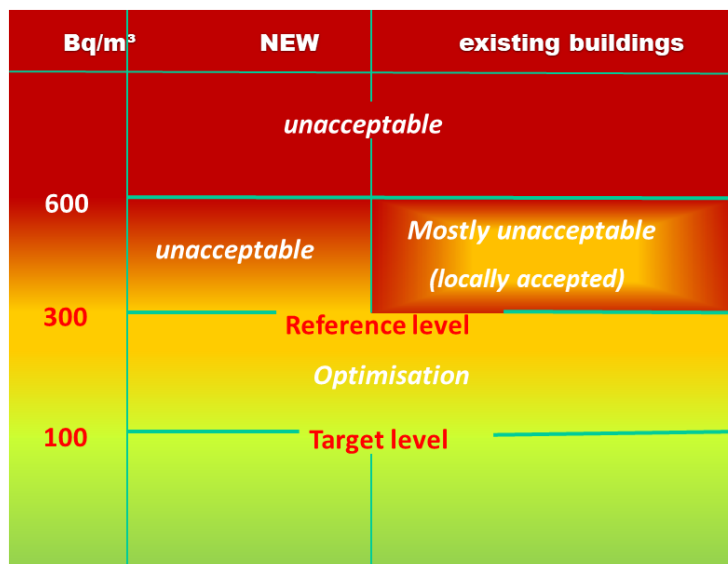 Bq/m³ NEW existing buildings
unacceptable
600
unacceptable
Mostly unacceptable
(locally accepted)
300
Reference level
Optimisation
100
Target level